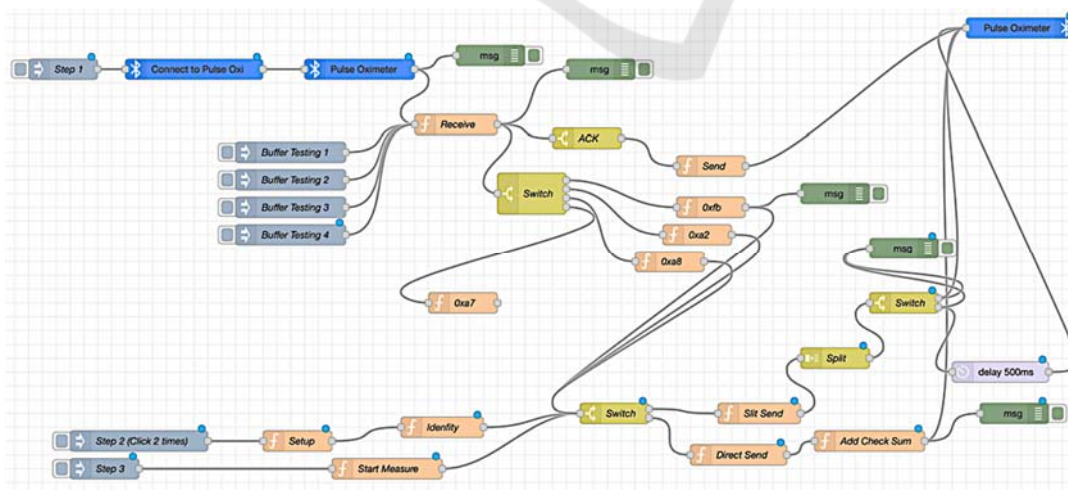 Pulse Oximeter
msg
Step 1
Connect to Pulse Oxi
Pulse Oximeter
msg
Receive
ACK
Buffer Testing 1
Send
Buffer Testing 2
Switch
msg
Buffer Testing 3
0xfb
Buffer Testing 4
0xa2
msg
0xa8
0xa7
Switch
Split
delay 500ms
Switch
Slit Send
msg
Idenfity
Step 2 (Click 2 times)
Setup
Add Check Sum
Direct Send
Step 3
Start Measure